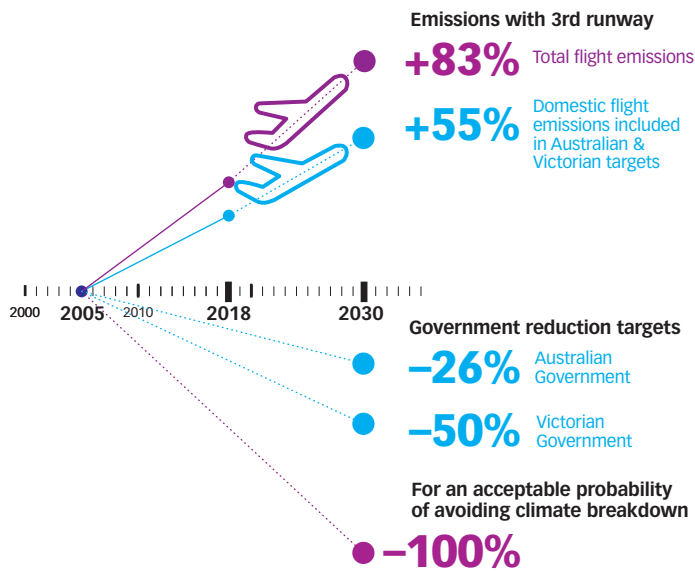 Emissions with 3rd runway
+83% Total flight emissions
+55% Domestic flight
emissions included
in Australian &
Victorian targets
2000 2005 2010 2018 2030
Government reduction targets
–26% Australian
Government
–50% Victorian
Government
For an acceptable probability
of avoiding climate breakdown
–100%